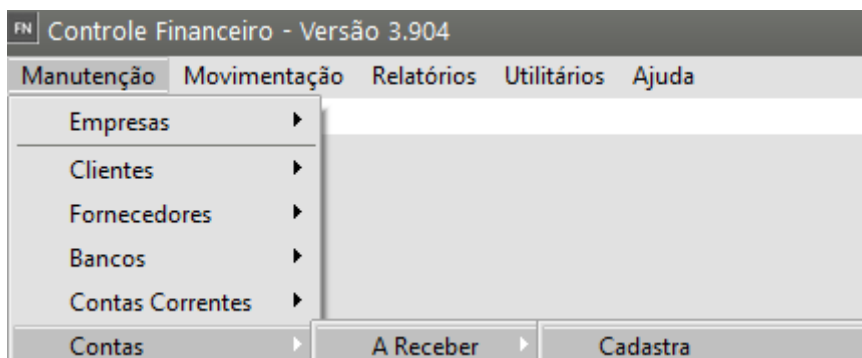 FN Controle Financeiro - Versão 3.904
Manutenção Movimentação Relatórios Utilitários Ajuda
Empresas
Clientes
Fornecedores
Bancos
Contas Correntes
Contas A Receber Cadastra